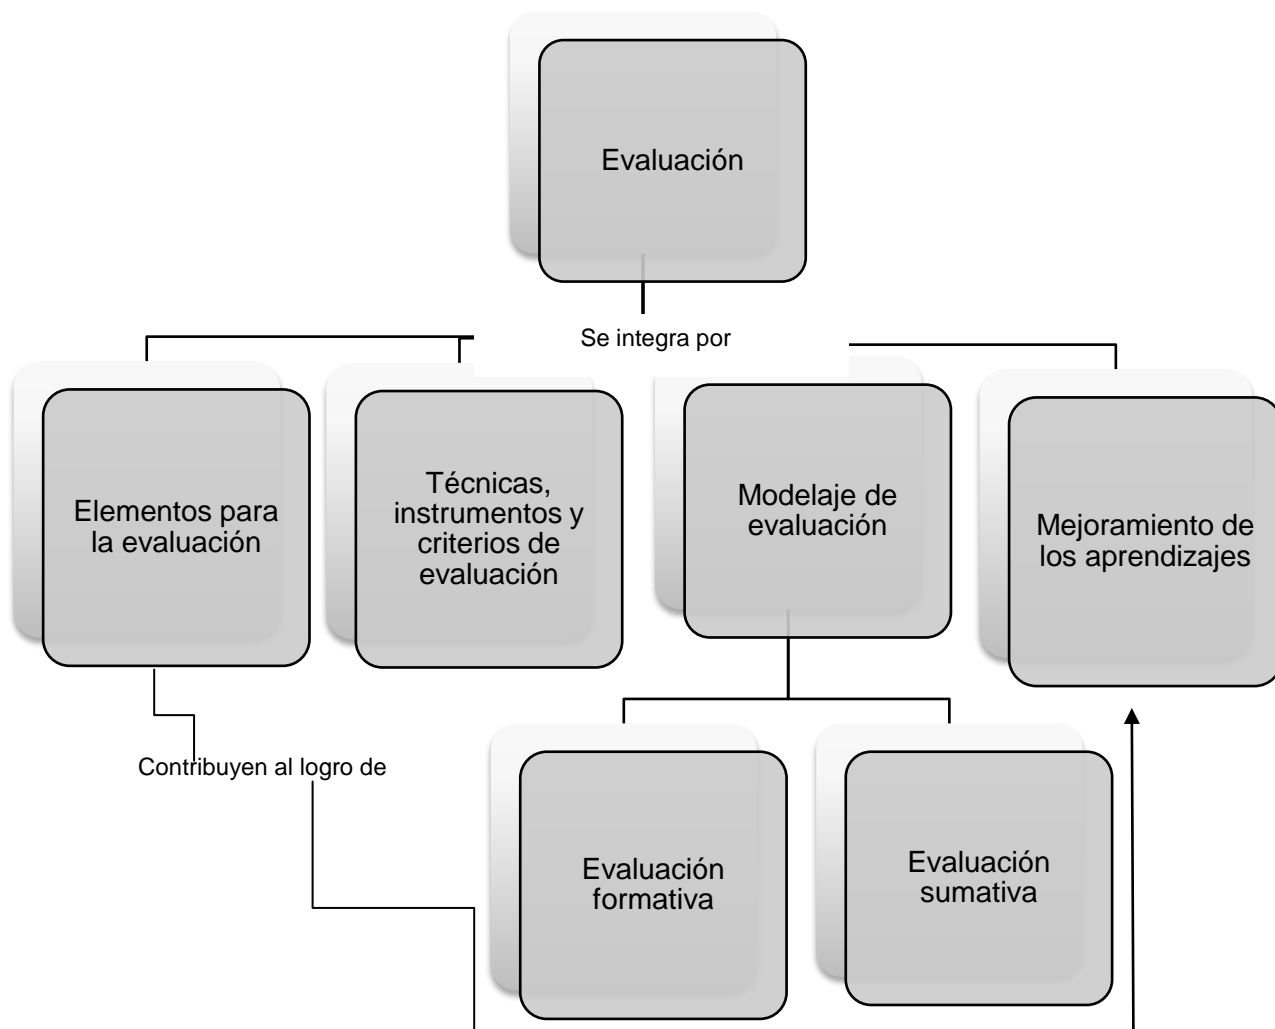 Evaluación
Se integra por
Elementos para
la evaluación
Técnicas,
instrumentos y
criterios de
evaluación
Modelaje de
evaluación
Mejoramiento de
los aprendizajes
Contribuyen al logro de
Evaluación
formativa
Evaluación
sumativa